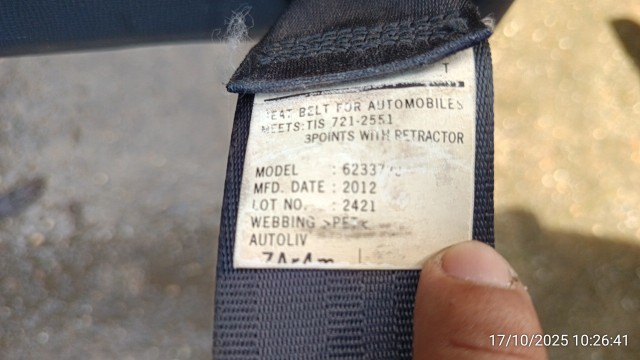 T
SEAT BELT FOR AUTOMOBILES
MEETS:TIS 721-2551
3POINTS WITH RETRACTOR
MODEL :
MFD. DATE : 2012
LOT NO. : 2421
WEBBING
AUTOLIV
17/10/2025 10:26:41